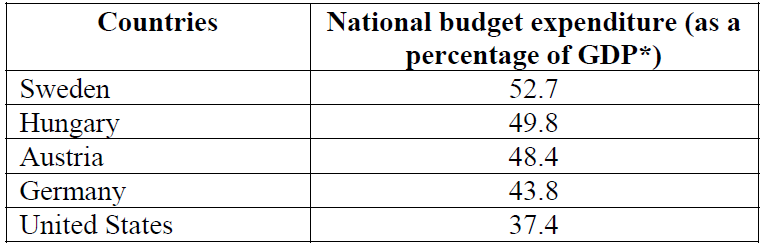 Countries National budget expenditure (as a
percentage of GDP*)
Sweden 52.7
Hungary 49.8
Austria 48.4
Germany 43.8
United States 37.4